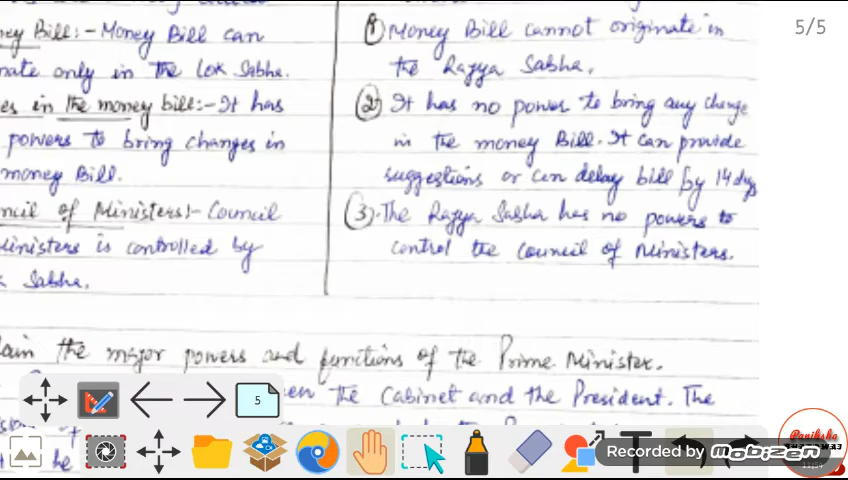 ney Bill:- Money Bill can
nate only in the Lok Sabha.
es in the money bill:- It has
powers to bring changes in
money Bill.
ncil of Ministers:- Council
Ministers is controlled by
Sabha.
① Money Bill cannot originate in
the Rajya Sabha.
② It has no power to bring any change
in the money Bill. It can provide
suggestions or can delay bill by 14 days
③. The Rajya Sabha has no powers to
control the Council of Ministers.
lain the major powers and functions of the Prime Minister.
een the Cabinet and the President. The
5/5
5
T
Recorded by Mobizen
Paniksha